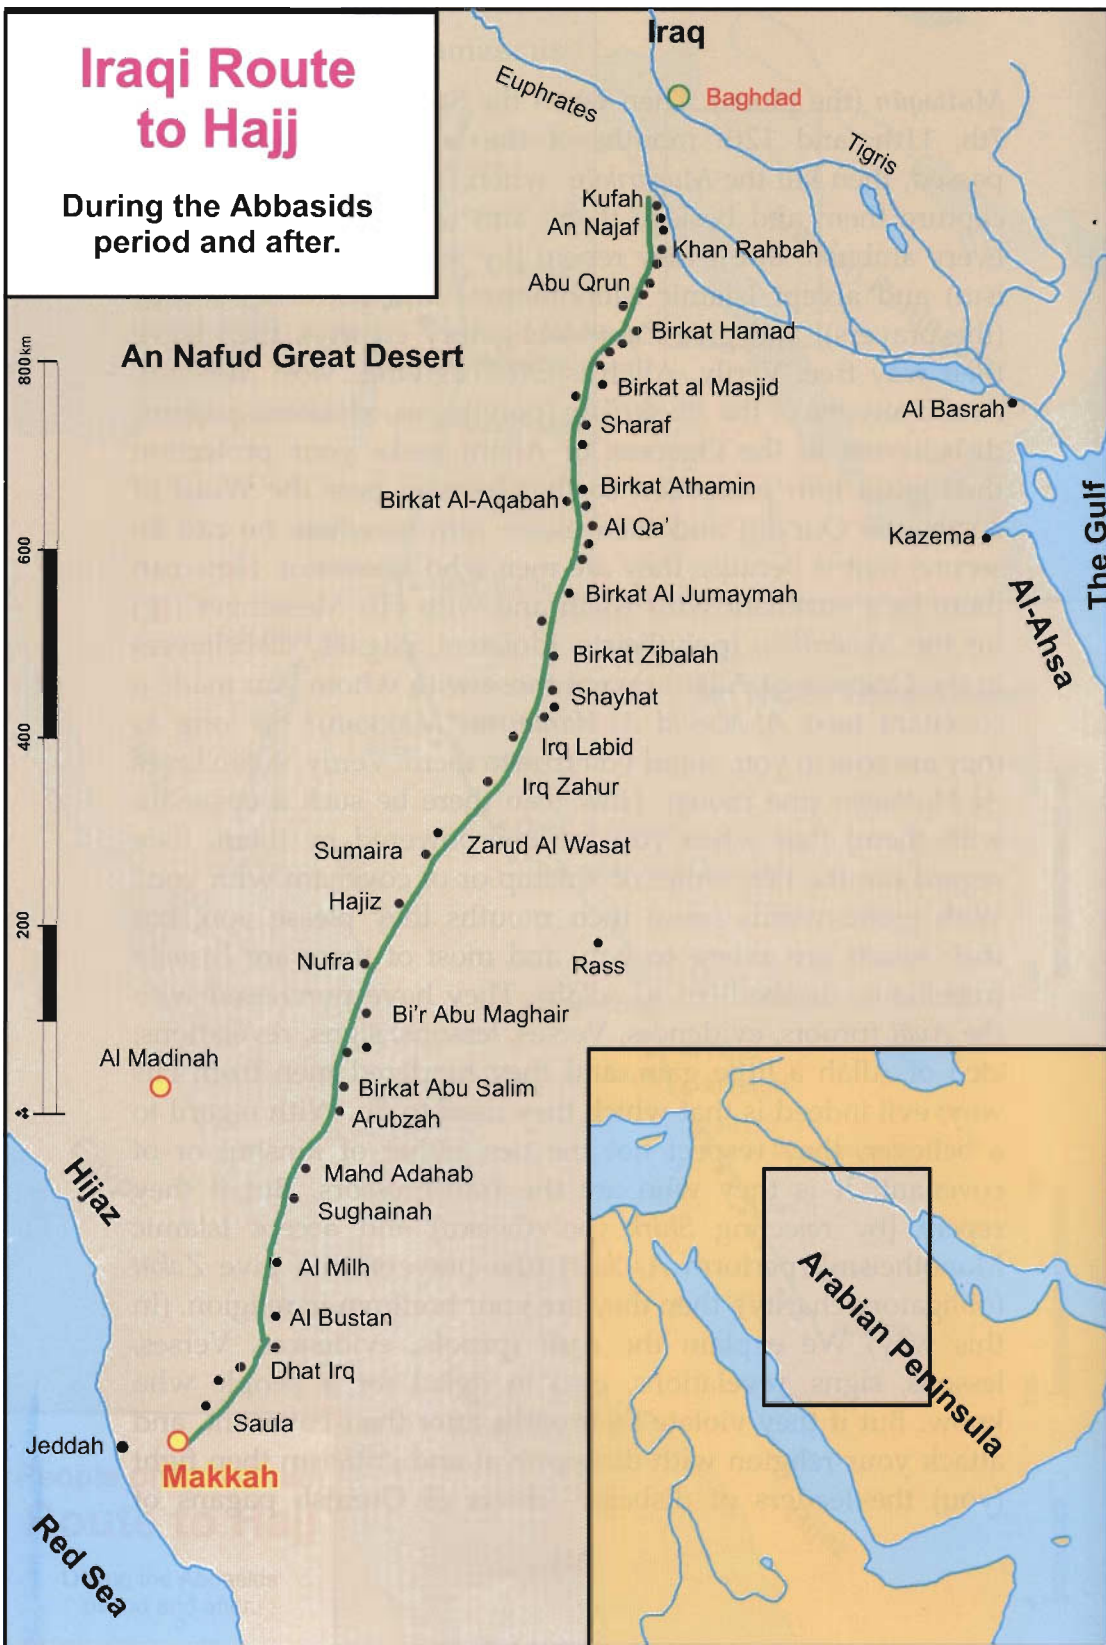 Iraqi Route
to Hajj
During the Abbasids
period and after.
Iraq
Euphrates
Baghdad
Tigris
Kufah
An Najaf
Khan Rahbah
Abu Qrun
Birkat Hamad
An Nafud Great Desert
800 km
Birkat al Masjid
Al Basrah
Sharaf
Birkat Athamin
Birkat Al-Aqabah
The Gulf
Al Qa'
Kazema
600
Birkat Al Jumaymah
Al-Ahsa
Birkat Zibalah
Shayhat
400
Irq Labid
Irq Zahur
Zarud Al Wasat
Sumaira
Hajiz
200
Nufra
Rass
Bi'r Abu Maghair
Al Madinah
Birkat Abu Salim
Arubzah
Hijaz
Mahd Adahab
Sughainah
Al Milh
Al Bustan
Dhat Irq
Saula
Jeddah
Makkah
Red Sea
Arabian Peninsula